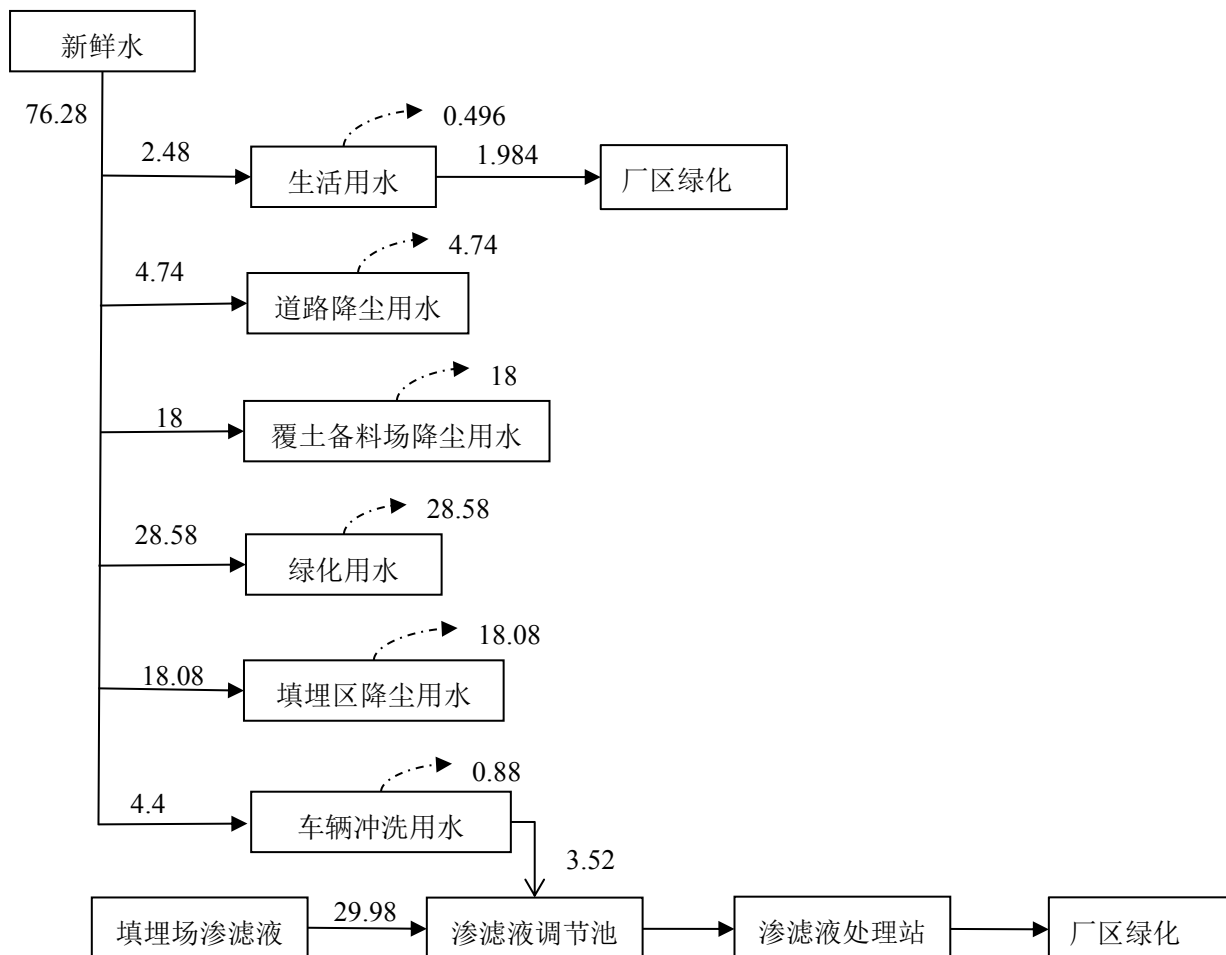 新鲜水
76.28
0.496
2.48
生活用水
1.984
厂区绿化
4.74
4.74
道路降尘用水
18
18
覆土备料场降尘用水
28.58
28.58
绿化用水
18.08
18.08
填埋区降尘用水
0.88
4.4
车辆冲洗用水
3.52
填埋场渗滤液
29.98
渗滤液调节池
渗滤液处理站
厂区绿化